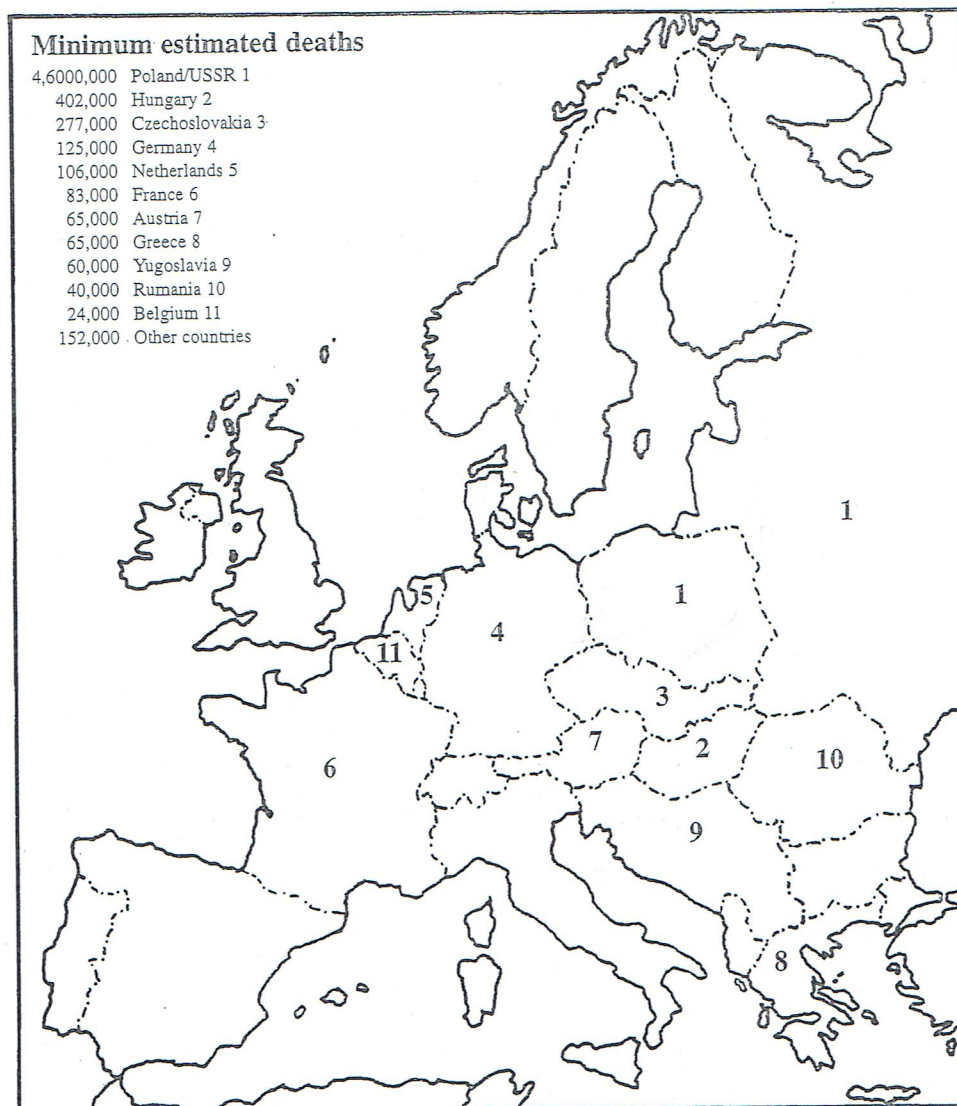 Minimum estimated deaths
4,6000,000 Poland/USSR 1
402,000 Hungary 2
277,000 Czechoslovakia 3
125,000 Germany 4
106,000 Netherlands 5
83,000 France 6
65,000 Austria 7
65,000 Greece 8
60,000 Yugoslavia 9
40,000 Rumania 10
24,000 Belgium 11
152,000 Other countries
1
5
1
4
11
3
7
2
10
6
9
8